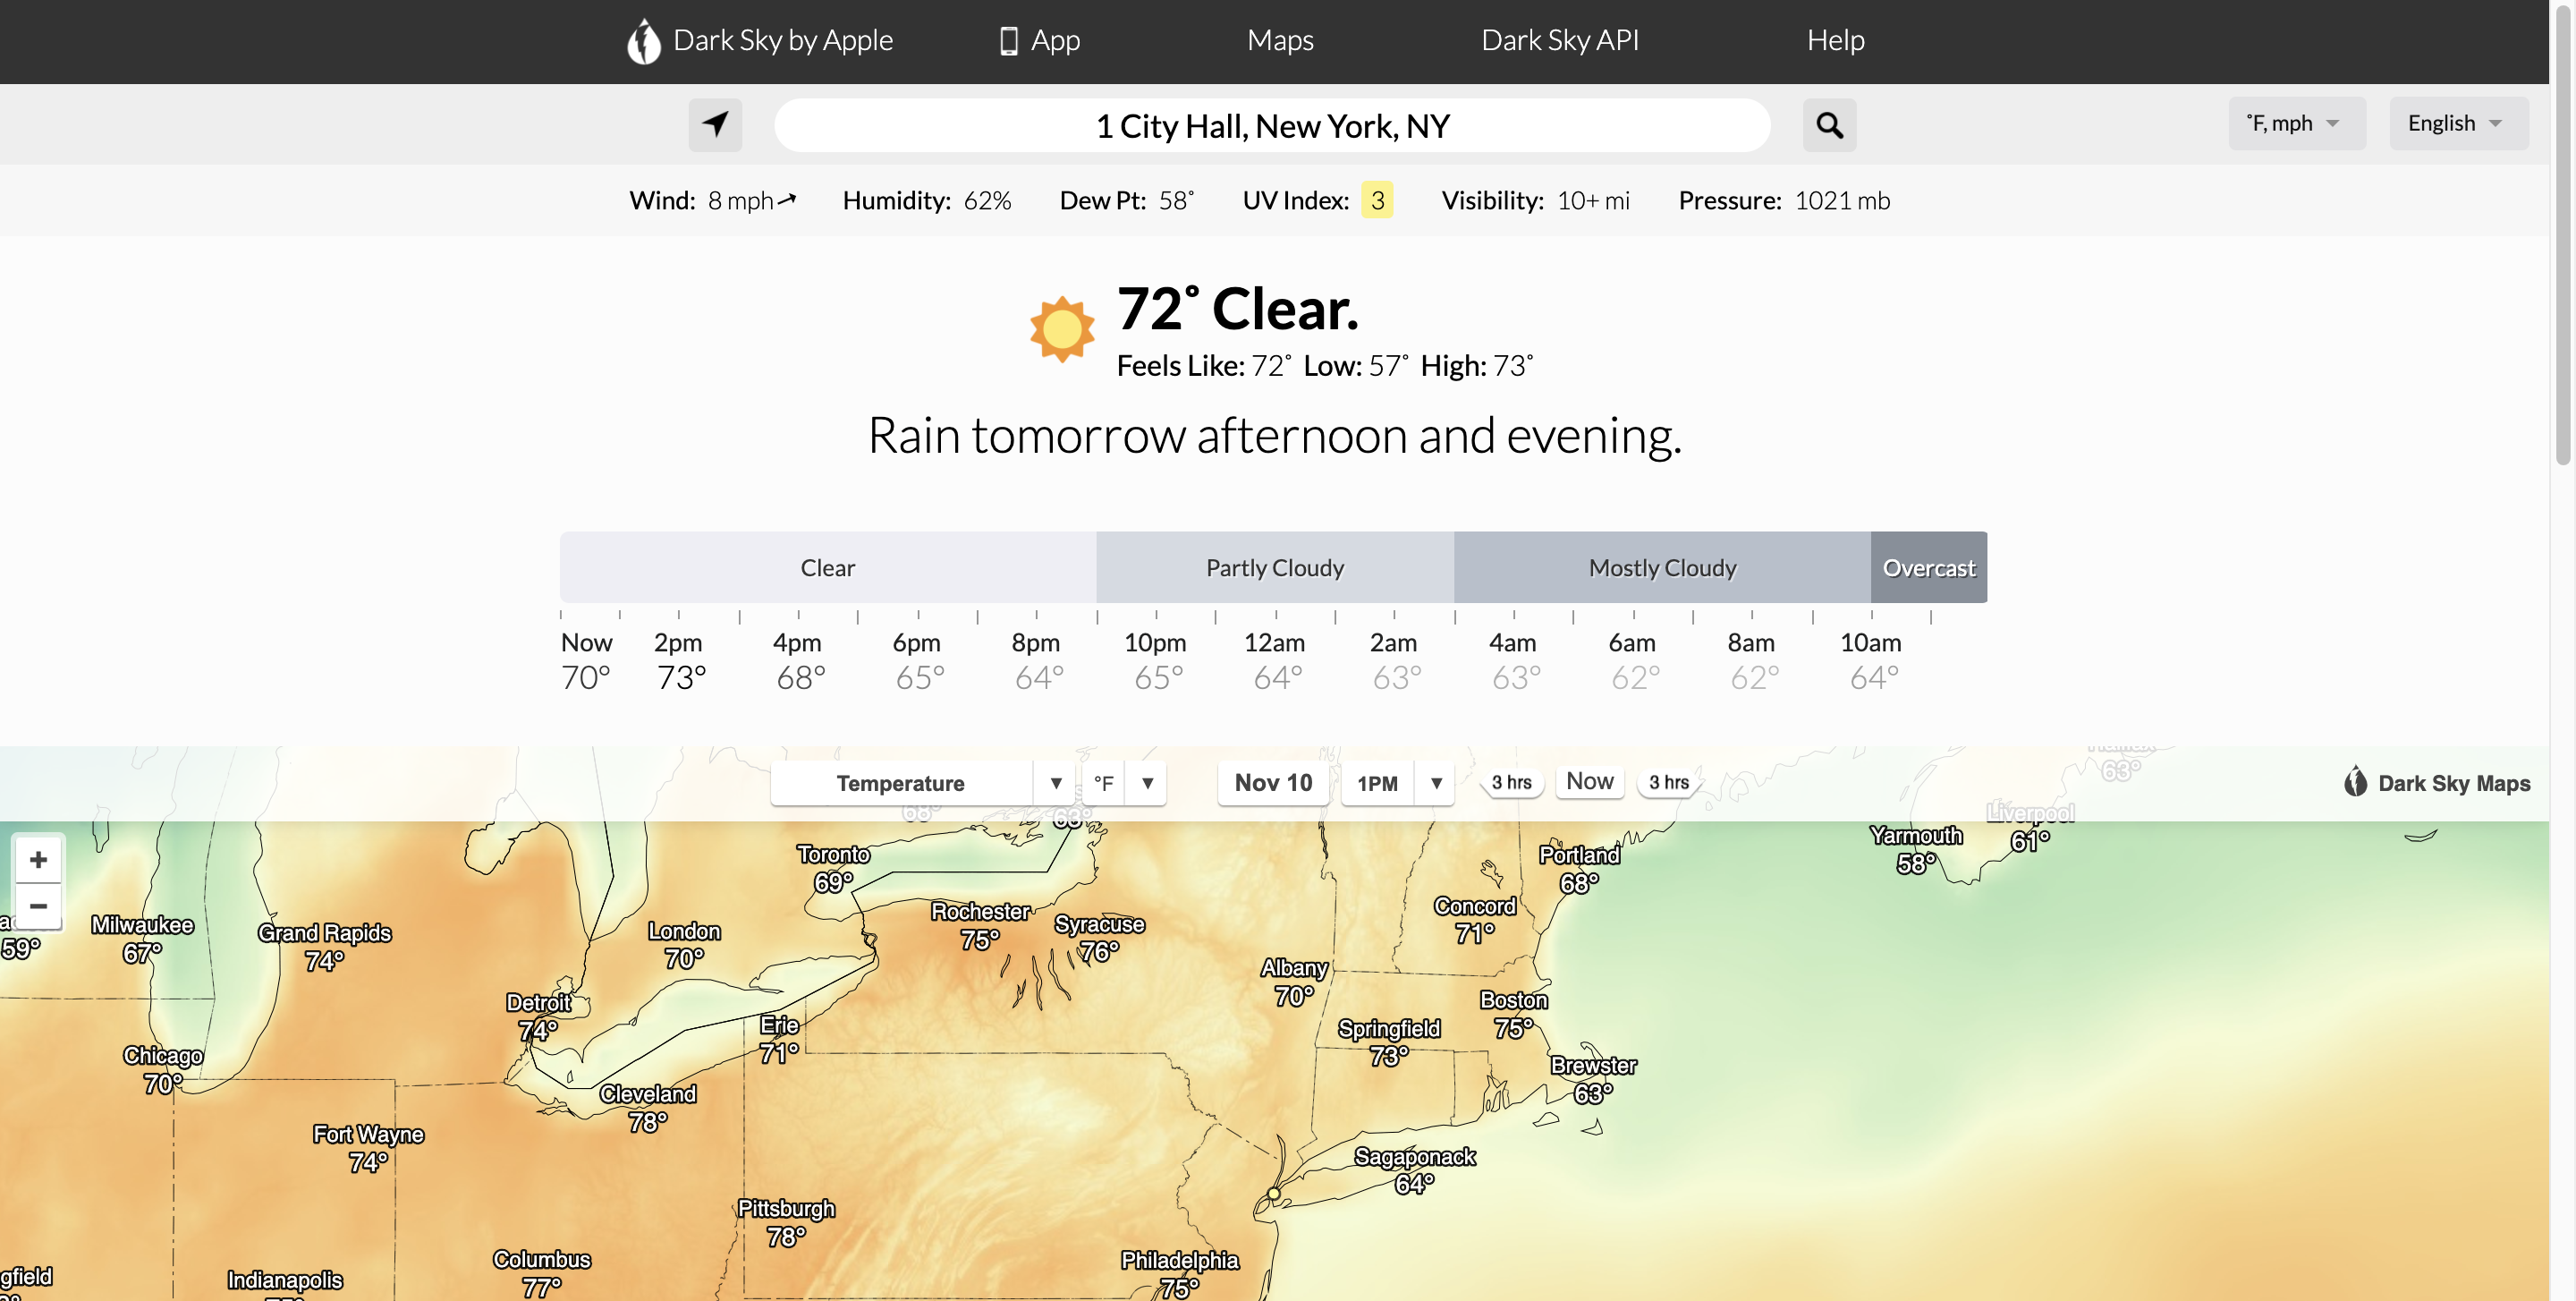 Dark Sky by Apple App Maps Dark Sky API Help
1 City Hall, New York, NY
˚F, mph English
Wind: 8 mph Humidity: 62% Dew Pt: 58˚ UV Index: 3 Visibility: 10+ mi Pressure: 1021 mb
72˚ Clear.
Feels Like: 72˚ Low: 57˚ High: 73˚
Rain tomorrow afternoon and evening.
Clear Partly Cloudy Mostly Cloudy Overcast
Now 2pm 4pm 6pm 8pm 10pm 12am 2am 4am 6am 8am 10am
70° 73° 68° 65° 64° 65° 64° 63° 63° 62° 62° 64°
63°
Temperature °F Nov 10 1PM 3 hrs Now 3 hrs Dark Sky Maps
68° 63°
Liverpool
61°
Yarmouth
58°
Toronto
69°
Portland
68°
+
−
59°
Milwaukee
67°
Grand Rapids
74°
London
70°
Rochester
75°
Syracuse
76°
Concord
71°
Albany
70°
Detroit
74°
Boston
75°
Erie
71°
Springfield
73°
Chicago
70°
Brewster
63°
Cleveland
78°
Fort Wayne
74°
Sagaponack
64°
Pittsburgh
78°
Columbus
77°
Philadelphia
75°
gfield
Indianapolis